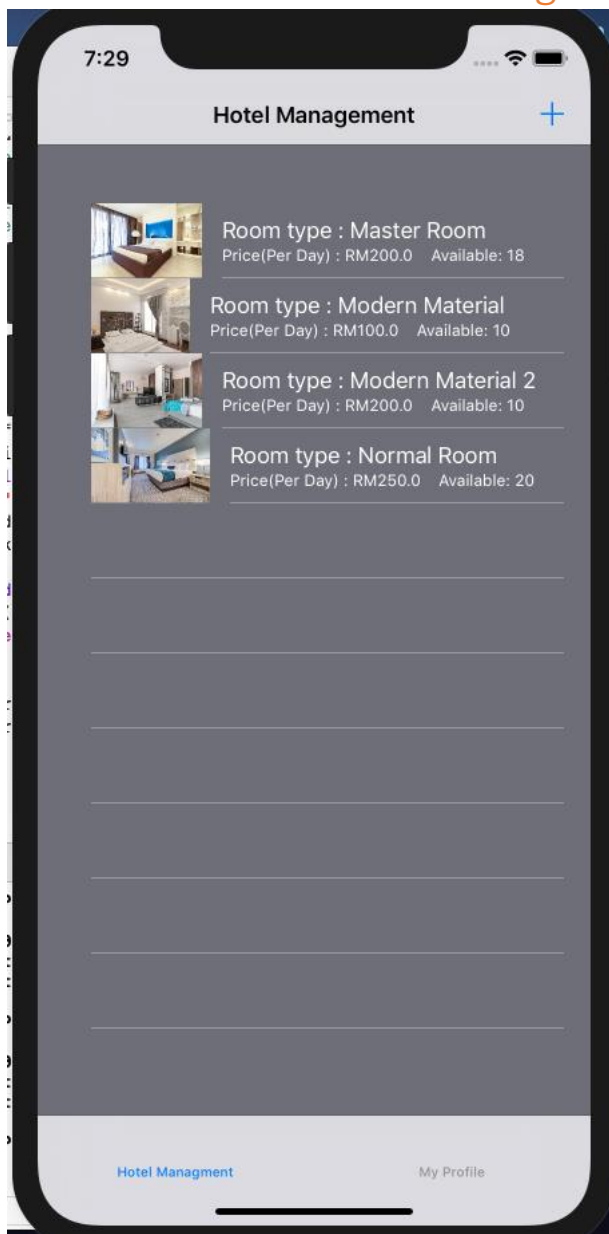 7:29
Hotel Management
Room type : Master Room
Price(Per Day) : RM200.0 Available: 18
Room type : Modern Material
Price(Per Day) : RM100.0 Available: 10
Room type : Modern Material 2
Price(Per Day) : RM200.0 Available: 10
Room type : Normal Room
Price(Per Day) : RM250.0 Available: 20
Hotel Managment
My Profile